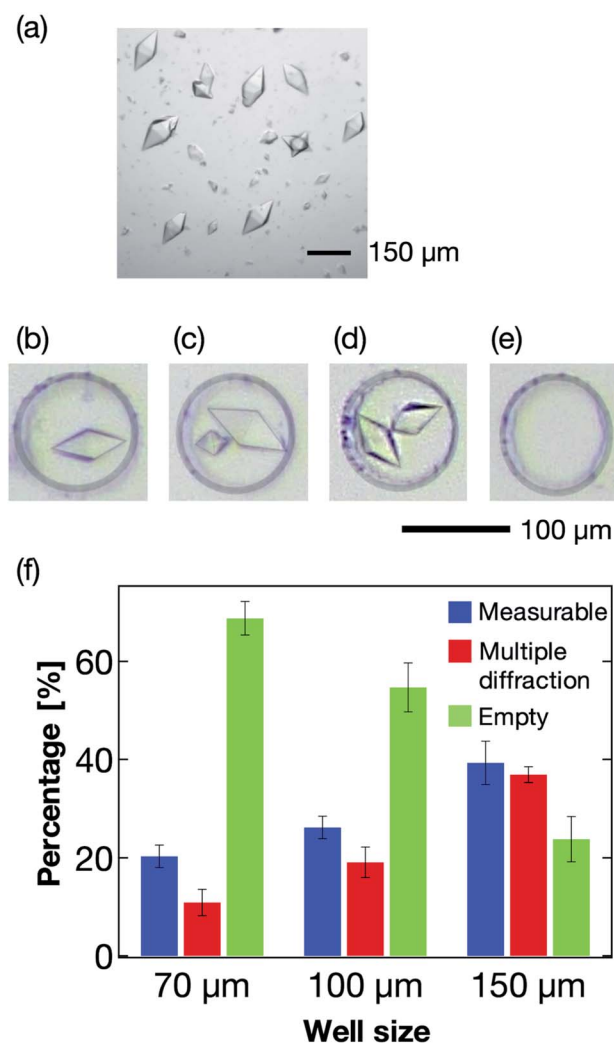 (a)
150 µm
(b) (c) (d) (e)
100 µm
(f)
Percentage [%]
60
40
20
0
Measurable
Multiple
diffraction
Empty
70 µm 100 µm 150 µm
Well size